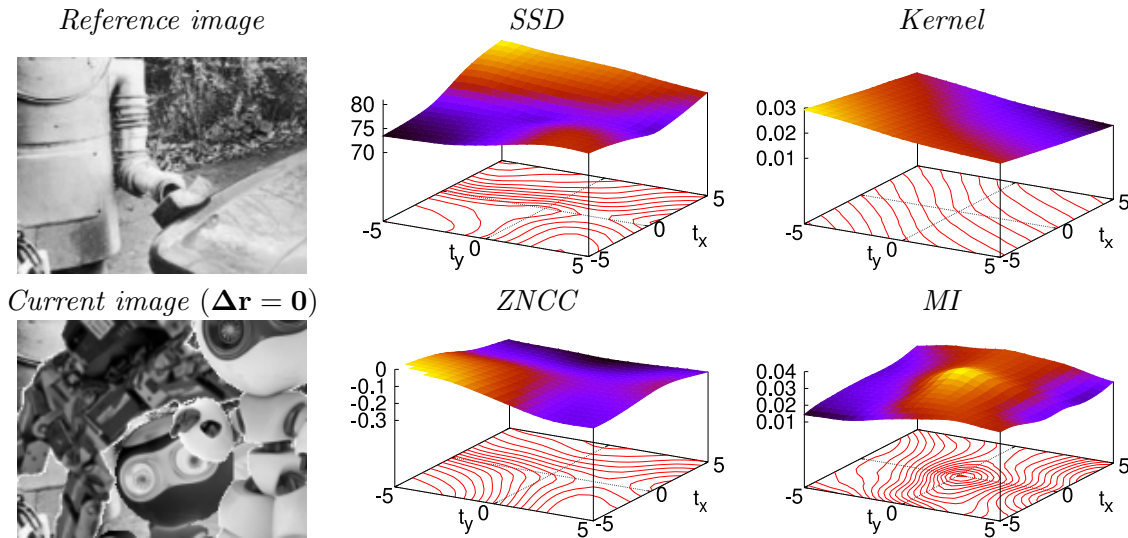 Reference image
SSD
Kernel
80
75
70
-5
t_y
0
5
-5
0
t_x
5
0.03
0.02
0.01
-5
t_y
0
5
-5
0
t_x
5
Current image (Δr = 0)
ZNCC
MI
0
-0.1
-0.2
-0.3
-5
t_y
0
5
-5
0
t_x
5
0.04
0.03
0.02
0.01
-5
t_y
0
5
-5
0
t_x
5